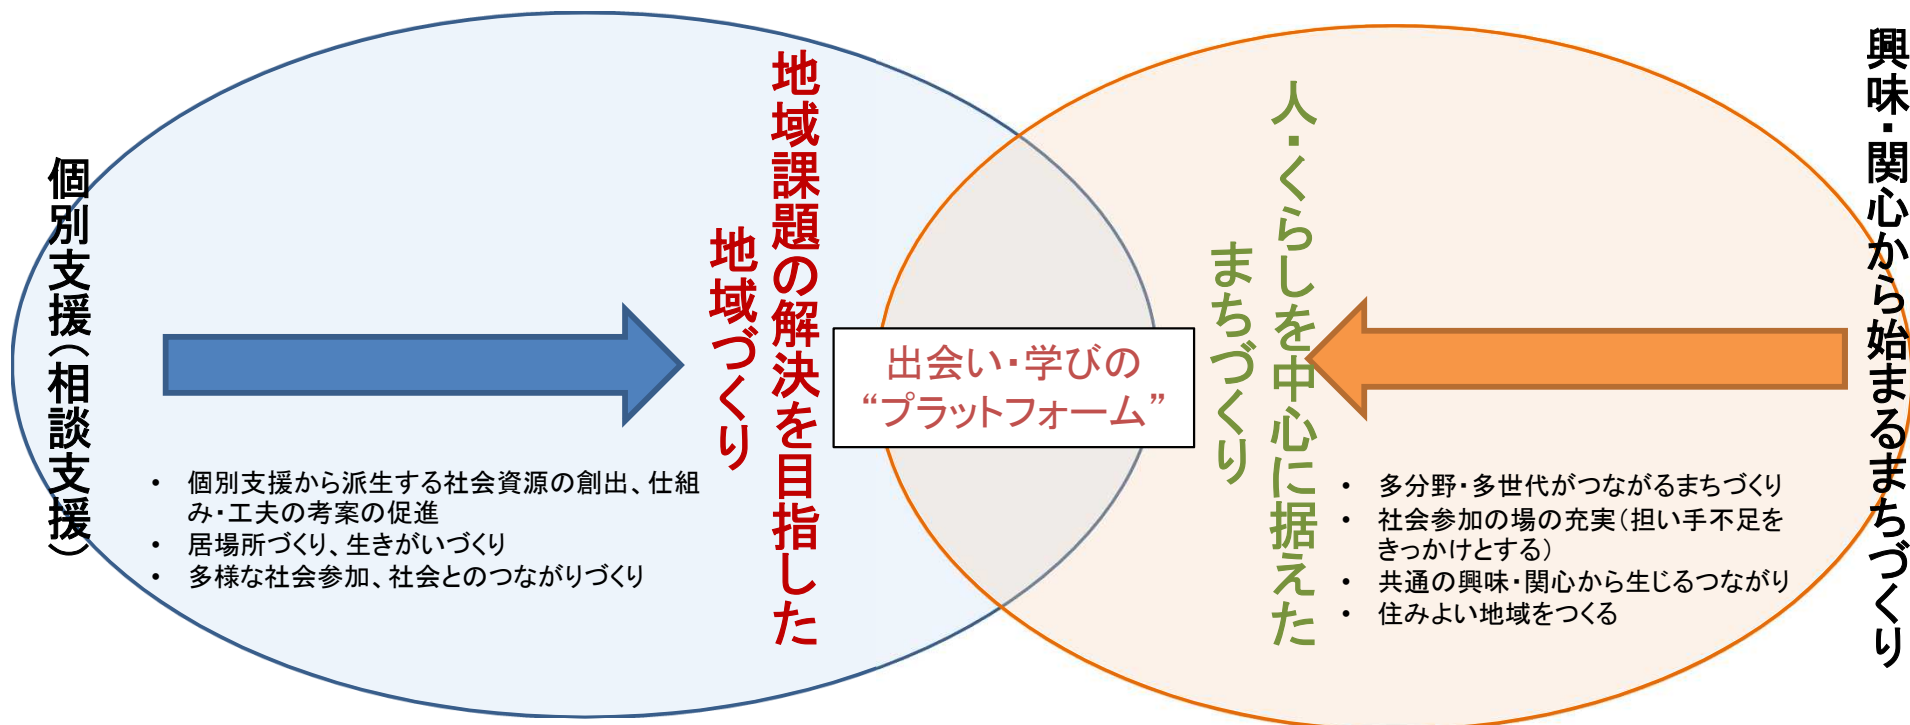 個別支援（相談支援）
地域課題の解決を目指した
地域づくり
• 個別支援から派生する社会資源の創出、仕組
み・工夫の考案の促進
• 居場所づくり、生きがいづくり
• 多様な社会参加、社会とのつながりづくり
出会い・学びの
“プラットフォーム”
人・くらしを中心に据えた
まちづくり
• 多分野・多世代がつながるまちづくり
• 社会参加の場の充実（担い手不足を
きっかけとする）
• 共通の興味・関心から生じるつながり
• 住みよい地域をつくる
興味・関心から始まるまちづくり